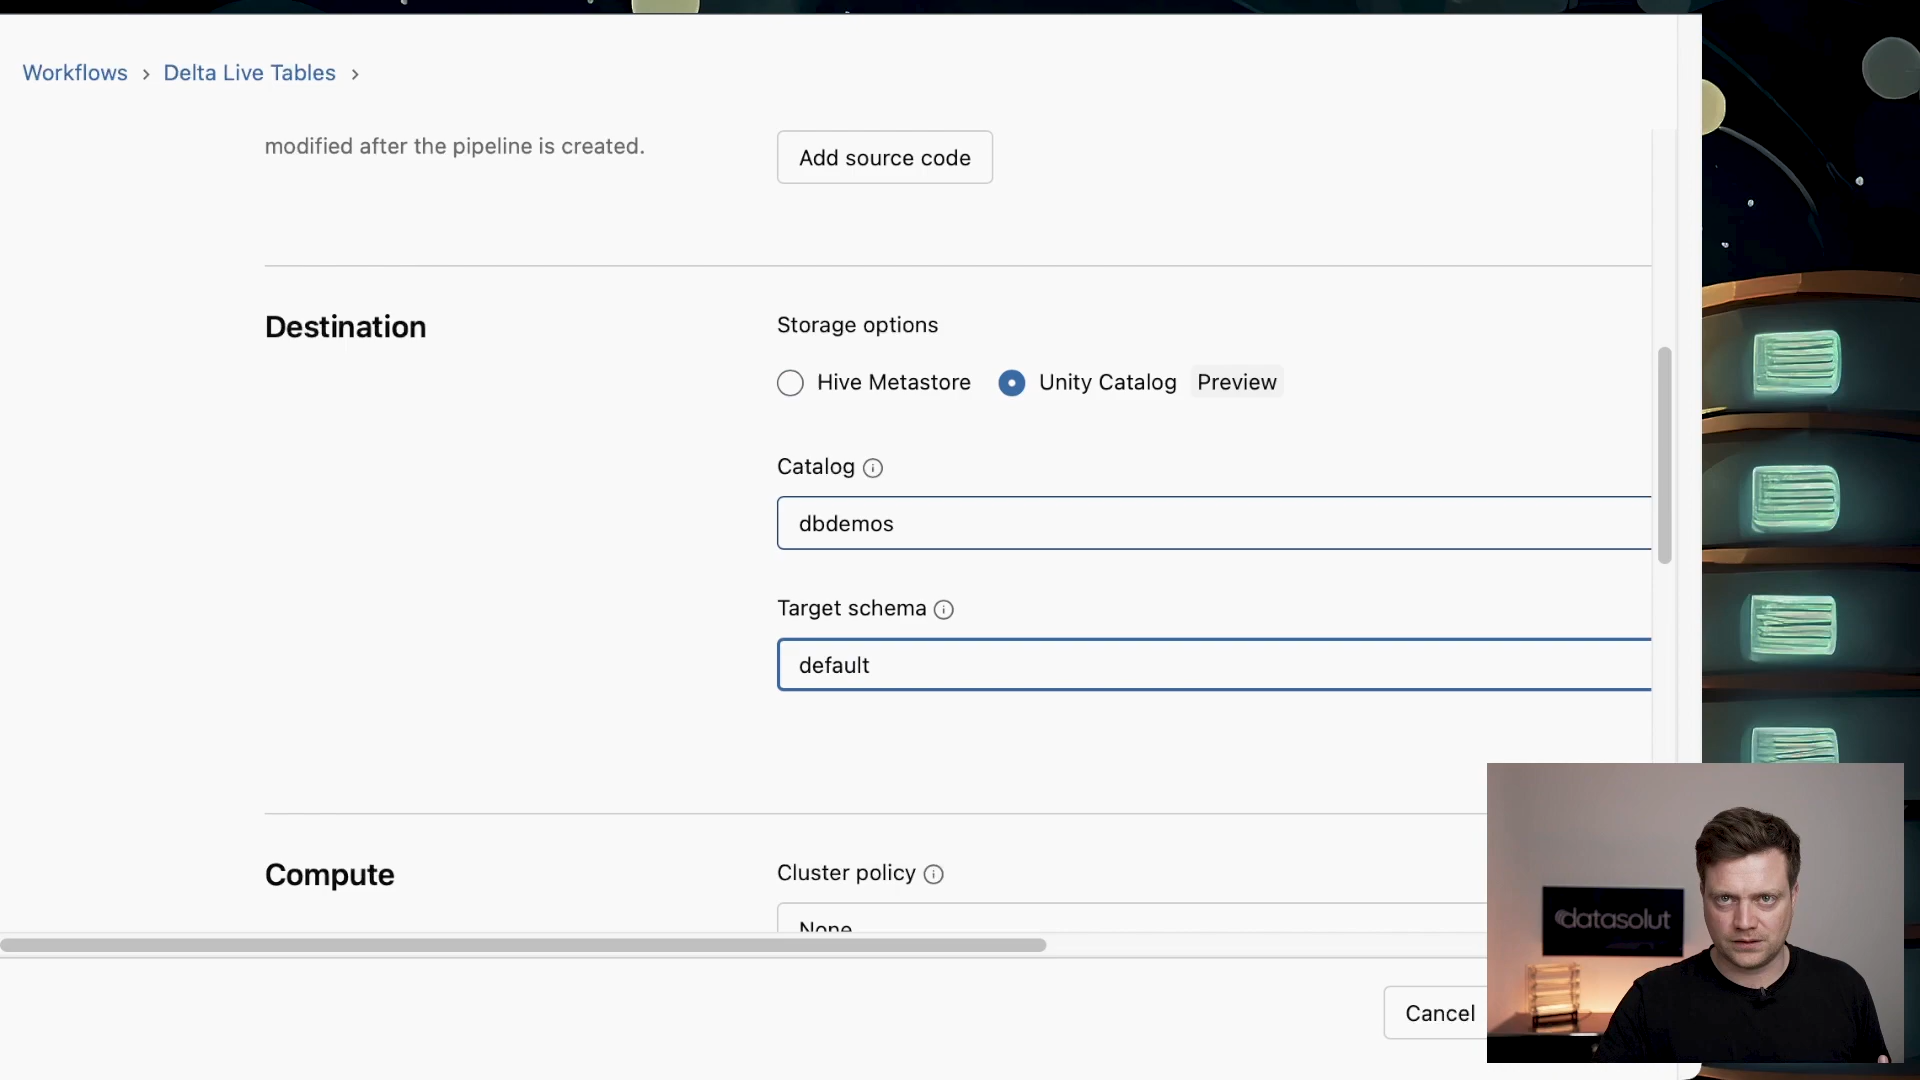 Workflows > Delta Live Tables >
modified after the pipeline is created.
Add source code
Destination
Storage options
Hive Metastore
Unity Catalog
Preview
Catalog
dbdemos
Target schema
default
Compute
Cluster policy
None
Cancel
datasolut